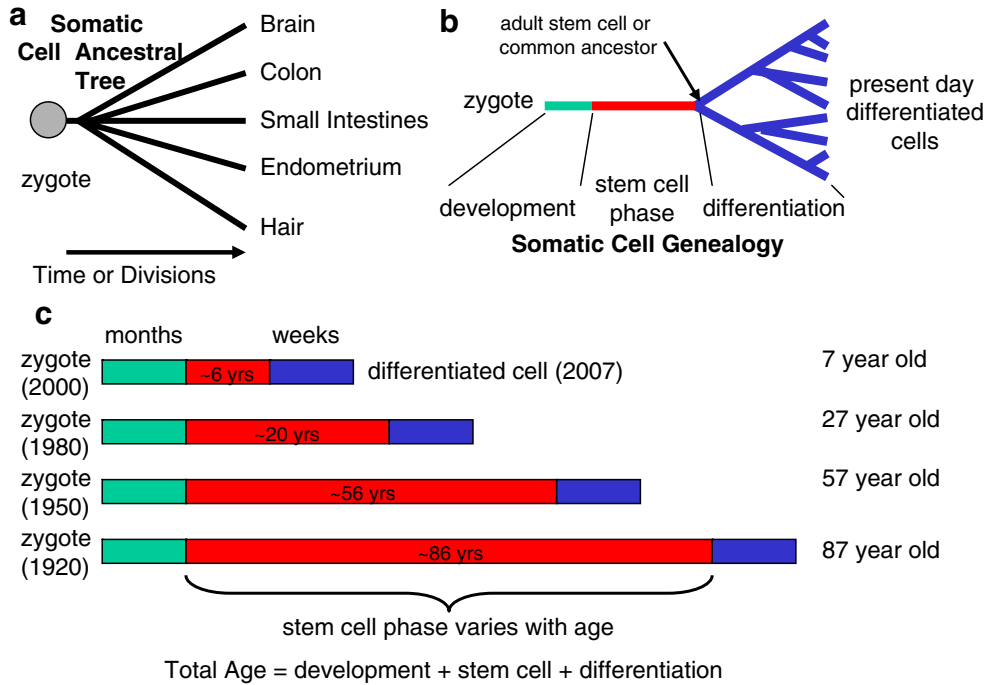 a
Somatic
Cell Ancestral
Tree
zygote
Brain
Colon
Small Intestines
Endometrium
Hair
Time or Divisions
b
adult stem cell or
common ancestor
zygote
present day
differentiated
cells
development
stem cell
phase
differentiation
Somatic Cell Genealogy
c
months
weeks
zygote
(2000)
~6 yrs
differentiated cell (2007)
7 year old
zygote
(1980)
~20 yrs
27 year old
zygote
(1950)
~56 yrs
57 year old
zygote
(1920)
~86 yrs
87 year old
stem cell phase varies with age
Total Age = development + stem cell + differentiation